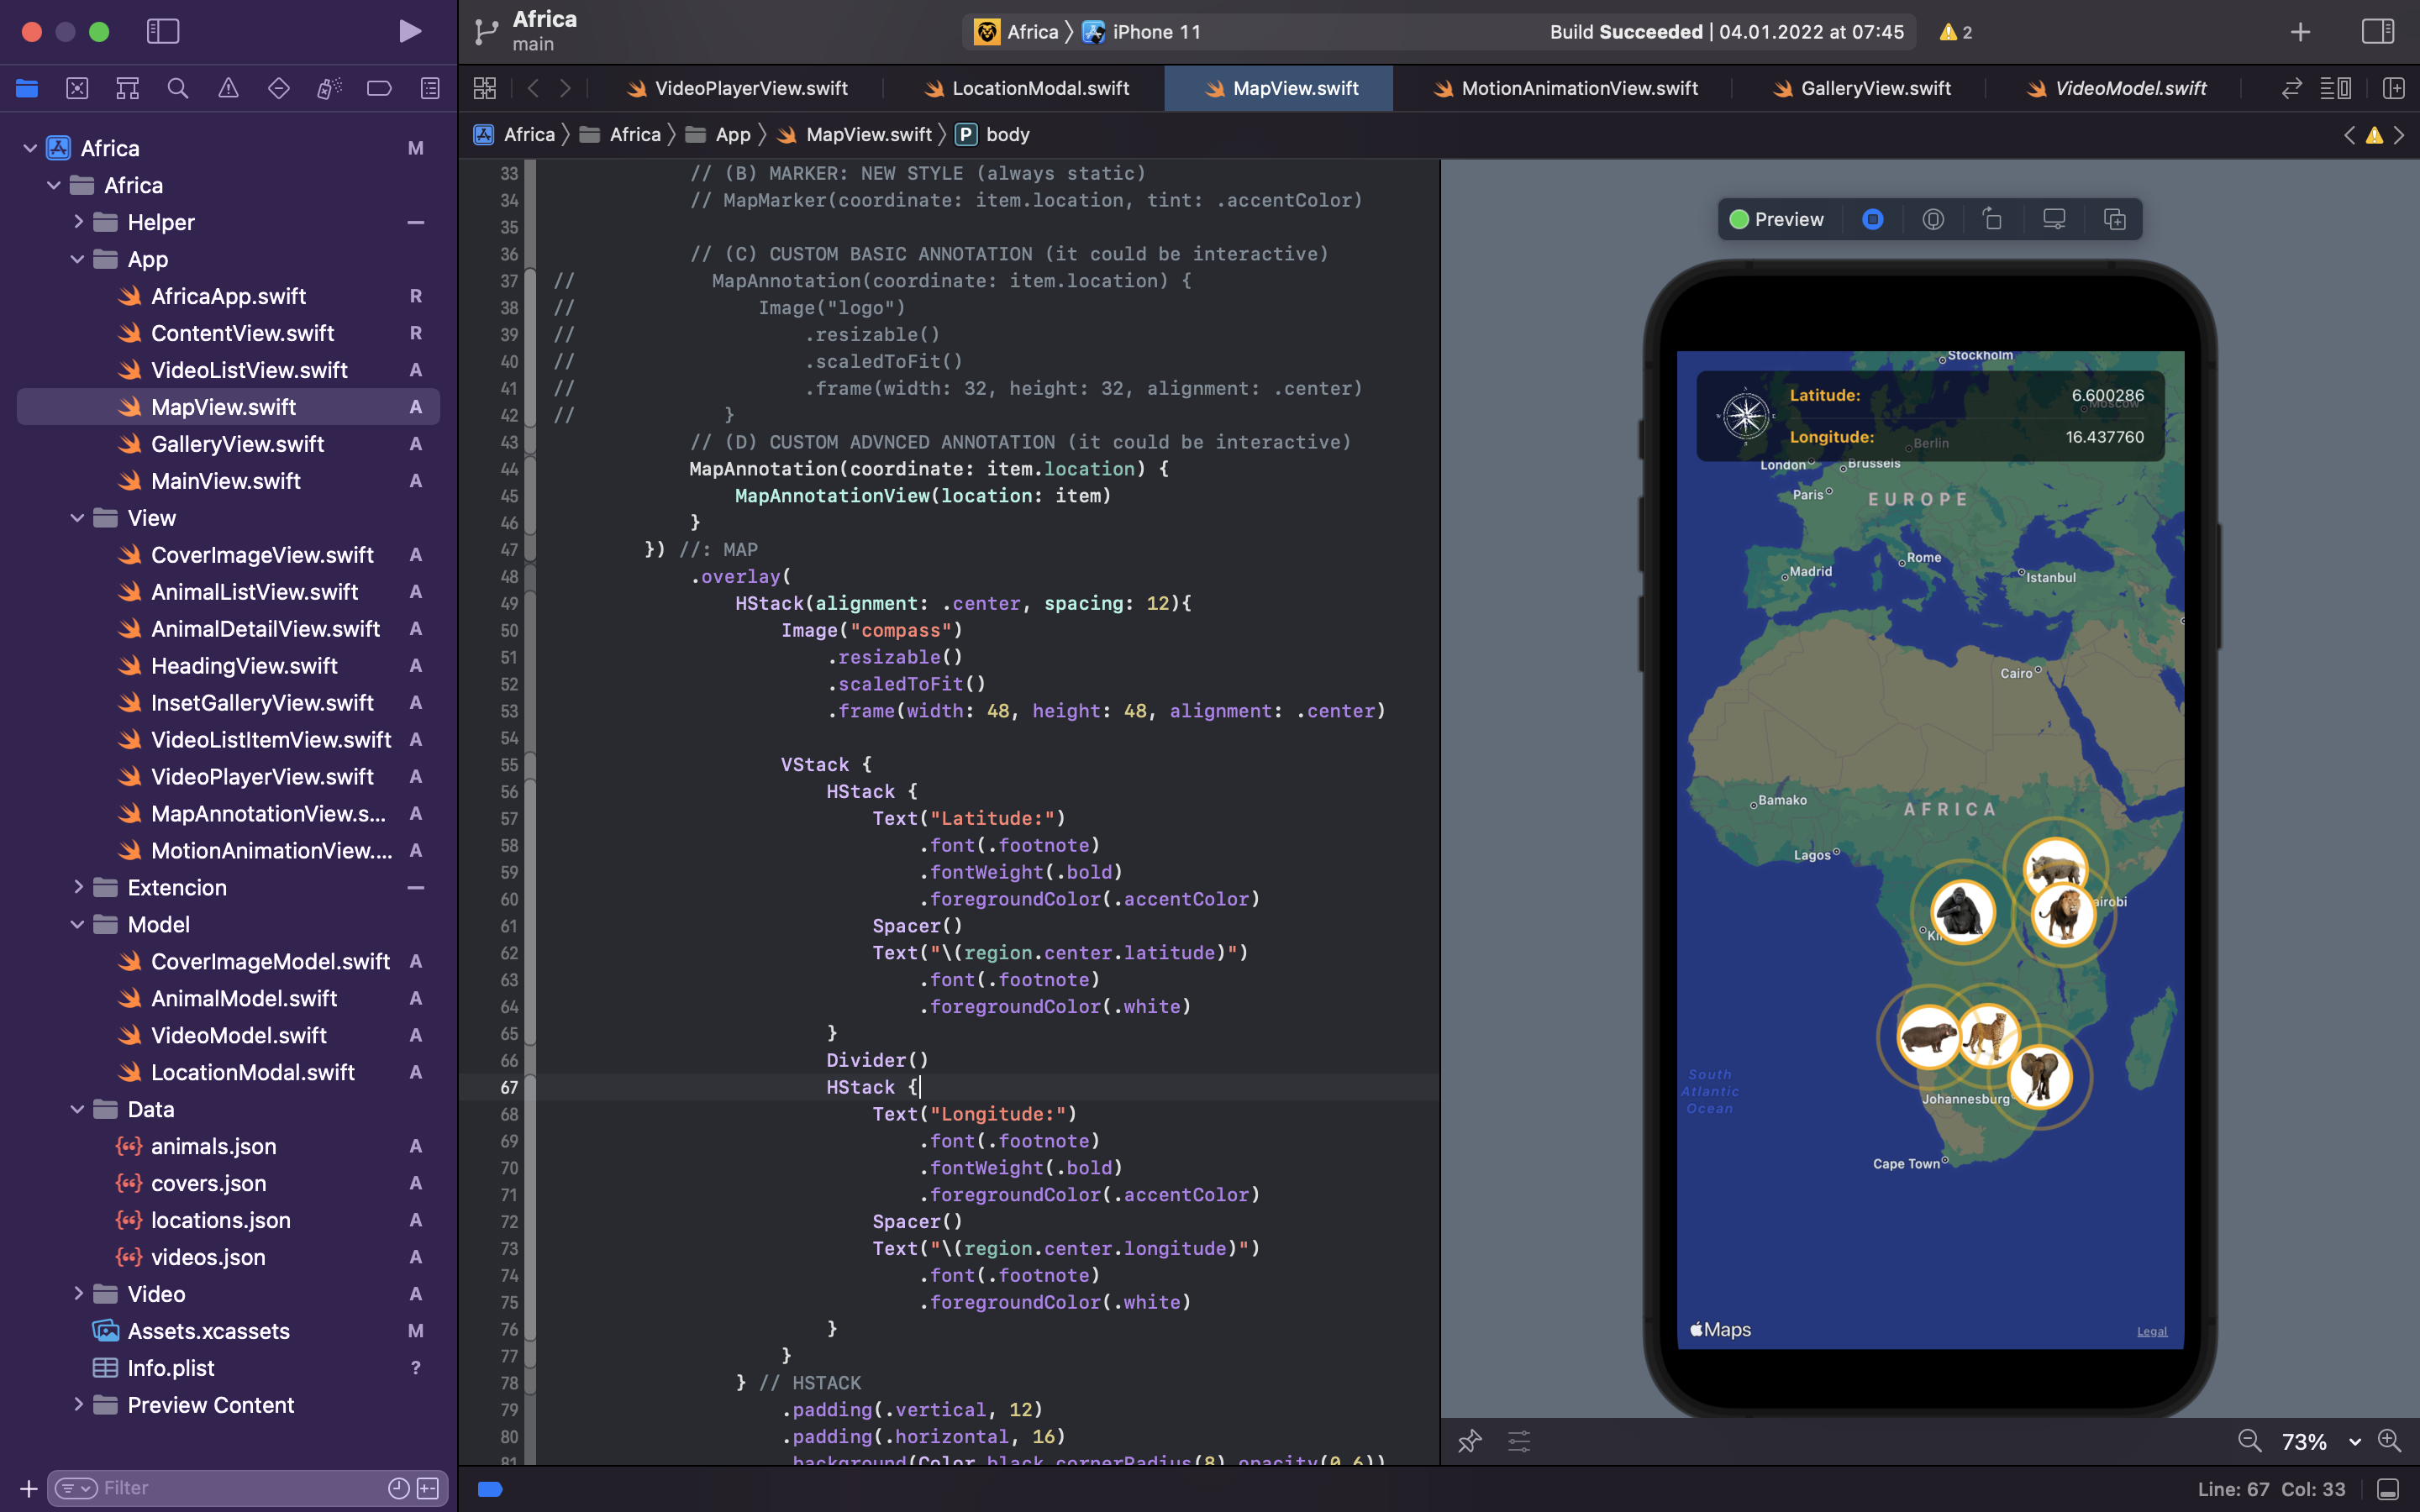 Africa
main
Africa 〉 iPhone 11
Build Succeeded | 04.01.2022 at 07:45
2
VideoPlayerView.swift
LocationModal.swift
MapView.swift
MotionAnimationView.swift
GalleryView.swift
VideoModel.swift
Africa 〉 Africa 〉 App 〉 MapView.swift 〉 P body
Africa M
Africa
Helper
App
AfricaApp.swift R
ContentView.swift R
VideoListView.swift A
MapView.swift A
GalleryView.swift A
MainView.swift A
View
CoverImageView.swift A
AnimalListView.swift A
AnimalDetailView.swift A
HeadingView.swift A
InsetGalleryView.swift A
VideoListItemView.swift A
VideoPlayerView.swift A
MapAnnotationView.s... A
MotionAnimationView.... A
Extencion
Model
CoverImageModel.swift A
AnimalModel.swift A
VideoModel.swift A
LocationModal.swift A
Data
animals.json A
covers.json A
locations.json A
videos.json A
Video A
Assets.xcassets M
Info.plist ?
Preview Content
Filter
33 // (B) MARKER: NEW STYLE (always static)
34 // MapMarker(coordinate: item.location, tint: .accentColor)
35
36 // (C) CUSTOM BASIC ANNOTATION (it could be interactive)
37 // MapAnnotation(coordinate: item.location) {
38 // Image("logo")
39 // .resizable()
40 // .scaledToFit()
41 // .frame(width: 32, height: 32, alignment: .center)
42 // }
43 // (D) CUSTOM ADVNCED ANNOTATION (it could be interactive)
44 MapAnnotation(coordinate: item.location) {
45 MapAnnotationView(location: item)
46 }
47 }) //: MAP
48 .overlay(
49 HStack(alignment: .center, spacing: 12){
50 Image("compass")
51 .resizable()
52 .scaledToFit()
53 .frame(width: 48, height: 48, alignment: .center)
54
55 VStack {
56 HStack {
57 Text("Latitude:")
58 .font(.footnote)
59 .fontWeight(.bold)
60 .foregroundColor(.accentColor)
61 Spacer()
62 Text("\(region.center.latitude)")
63 .font(.footnote)
64 .foregroundColor(.white)
65 }
66 Divider()
67 HStack {
68 Text("Longitude:")
69 .font(.footnote)
70 .fontWeight(.bold)
71 .foregroundColor(.accentColor)
72 Spacer()
73 Text("\(region.center.longitude)")
74 .font(.footnote)
75 .foregroundColor(.white)
76 }
77 }
78 } // HSTACK
79 .padding(.vertical, 12)
80 .padding(.horizontal, 16)
81 .background(Color.black.cornerRadius(8).opacity(0.6))
Preview
Stockholm
Latitude: 6.600286
Moscow
Longitude: 16.437760
Berlin
London
Brussels
Paris
EUROPE
Rome
Madrid
Istanbul
Cairo
Bamako
AFRICA
Lagos
airobi
Ki
South
Atlantic
Ocean
Johannesburg
Cape Town
Maps
Legal
73%
Line: 67 Col: 33